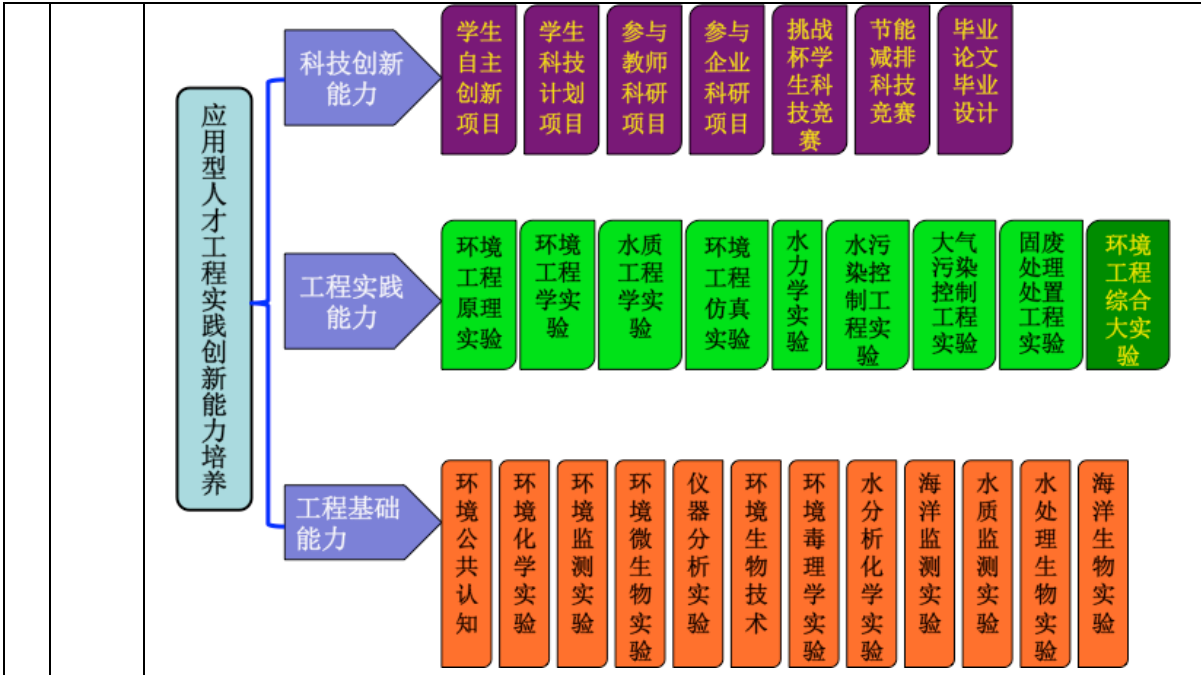 应用型人才工程实践创新能力培养
科技创新
能力
学生
自主
创新
项目
学生
科技
计划
项目
参与
教师
科研
项目
参与
企业
科研
项目
挑战
杯学
生科
技竞
赛
节能
减排
科技
竞赛
毕业
论文
毕业
设计
工程实践
能力
环境
工程
原理
实验
环境
工程
学实
验
水质
工程
学实
验
环境
工程
仿真
实验
水力学实验
水污
染控
制工
程实
验
大气
污染
控制
工程
实验
固废
处理
处置
工程
实验
环境
工程
综合
大实
验
工程基础
能力
环境公共认知
环境化学实验
环境监测实验
环境微生物实验
仪器分析实验
环境生物技术
环境毒理学实验
水分析化学实验
海洋监测实验
水质监测实验
水处理生物实验
海洋生物实验